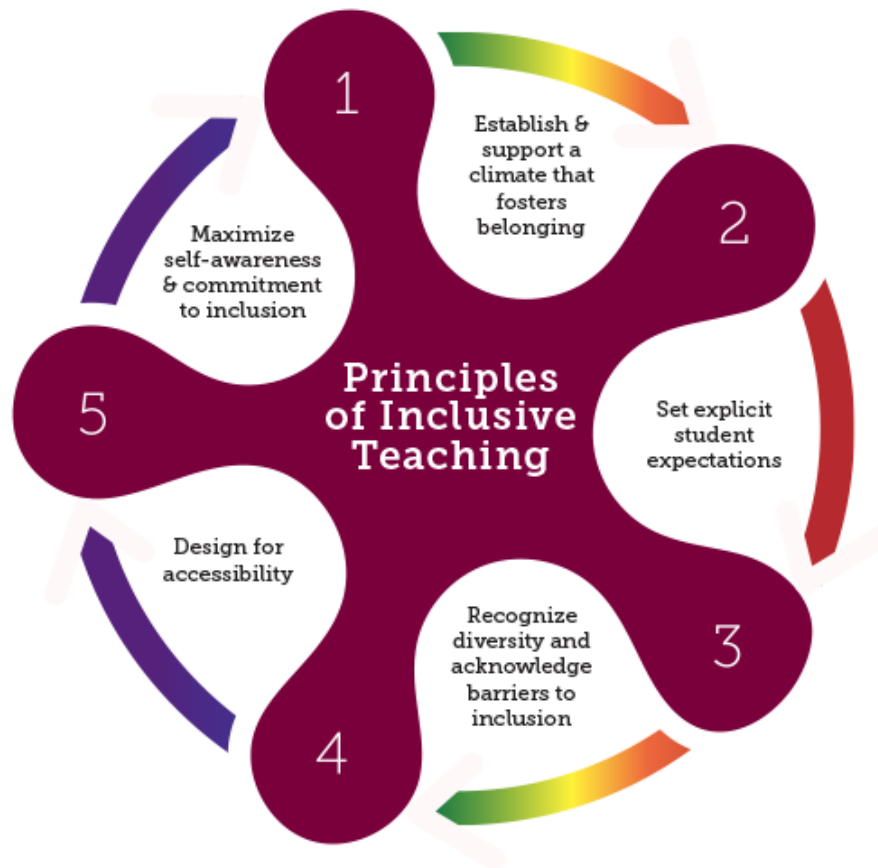 1
Establish &
support a
climate that
fosters
belonging
2
Set explicit
student
expectations
3
Recognize
diversity and
acknowledge
barriers to
inclusion
4
Design for
accessibility
5
Maximize
self-awareness
& commitment
to inclusion
Principles
of Inclusive
Teaching